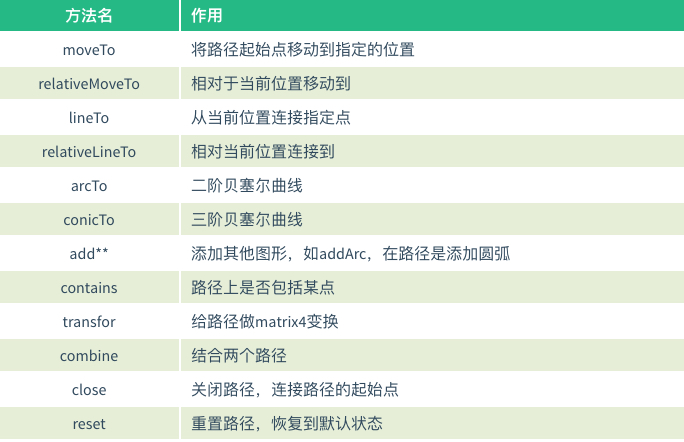 方法名 作用
moveTo 将路径起始点移动到指定的位置
relativeMoveTo 相对于当前位置移动到
lineTo 从当前位置连接指定点
relativeLineTo 相对当前位置连接到
arcTo 二阶贝塞尔曲线
conicTo 三阶贝塞尔曲线
add** 添加其他图形，如addArc，在路径是添加圆弧
contains 路径上是否包括某点
transfor 给路径做matrix4变换
combine 结合两个路径
close 关闭路径，连接路径的起始点
reset 重置路径，恢复到默认状态